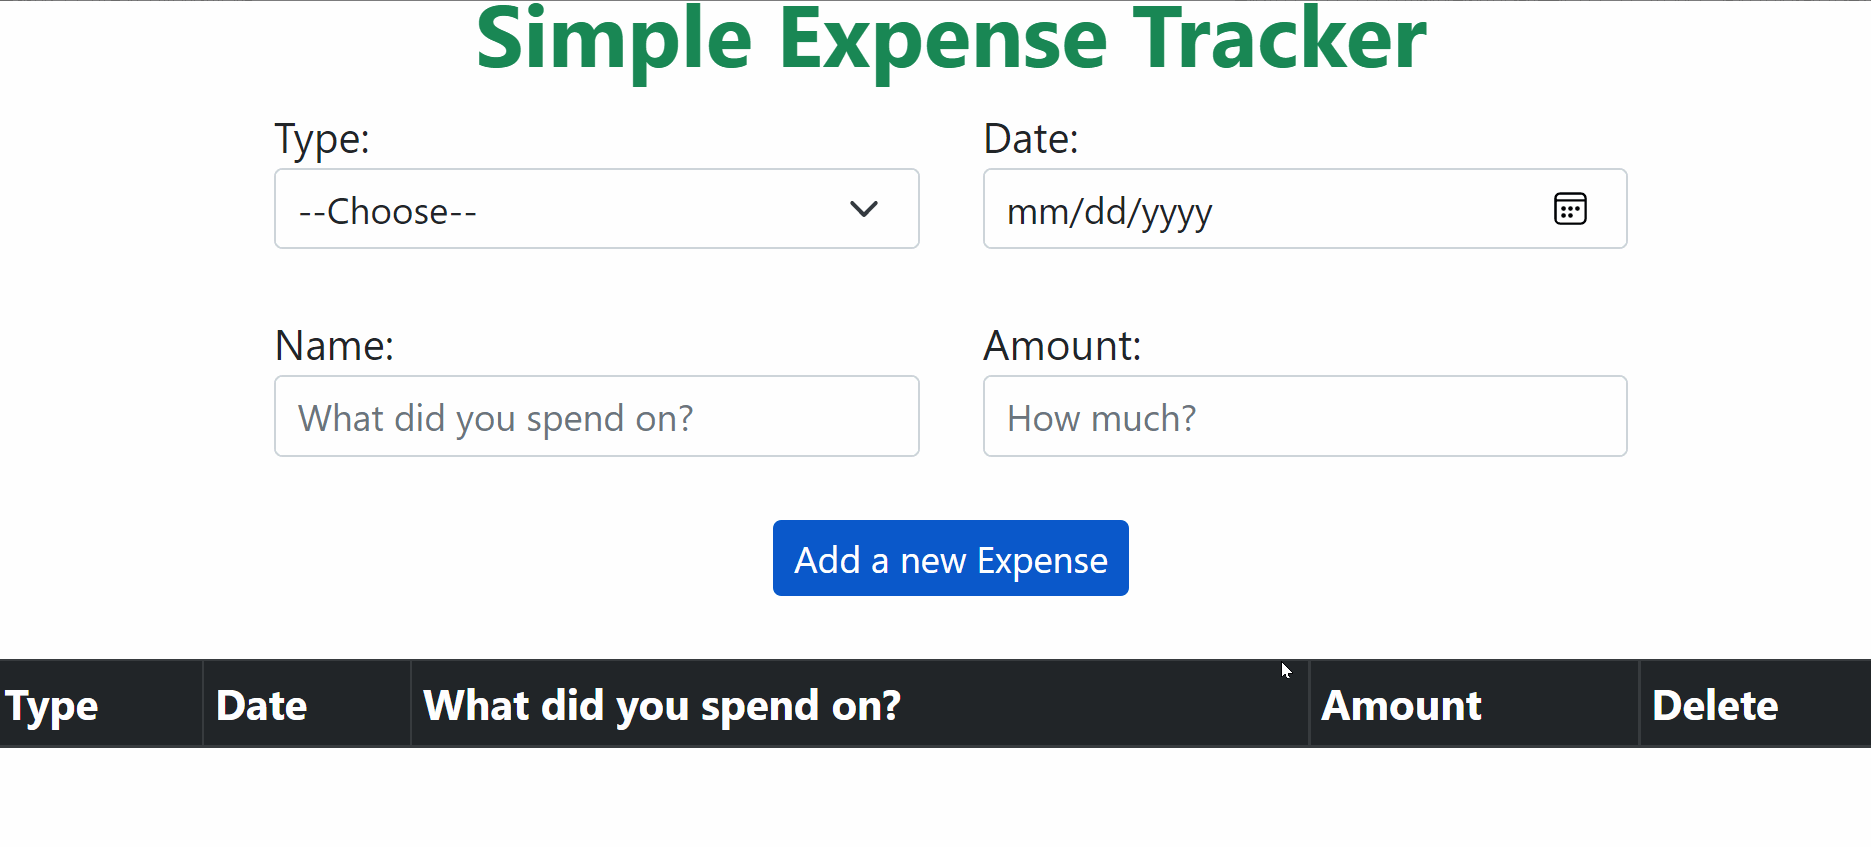 Simple Expense Tracker
Type: Date:
--Choose-- mm/dd/yyyy
Name: Amount:
What did you spend on? How much?
Add a new Expense
Type Date What did you spend on? Amount Delete